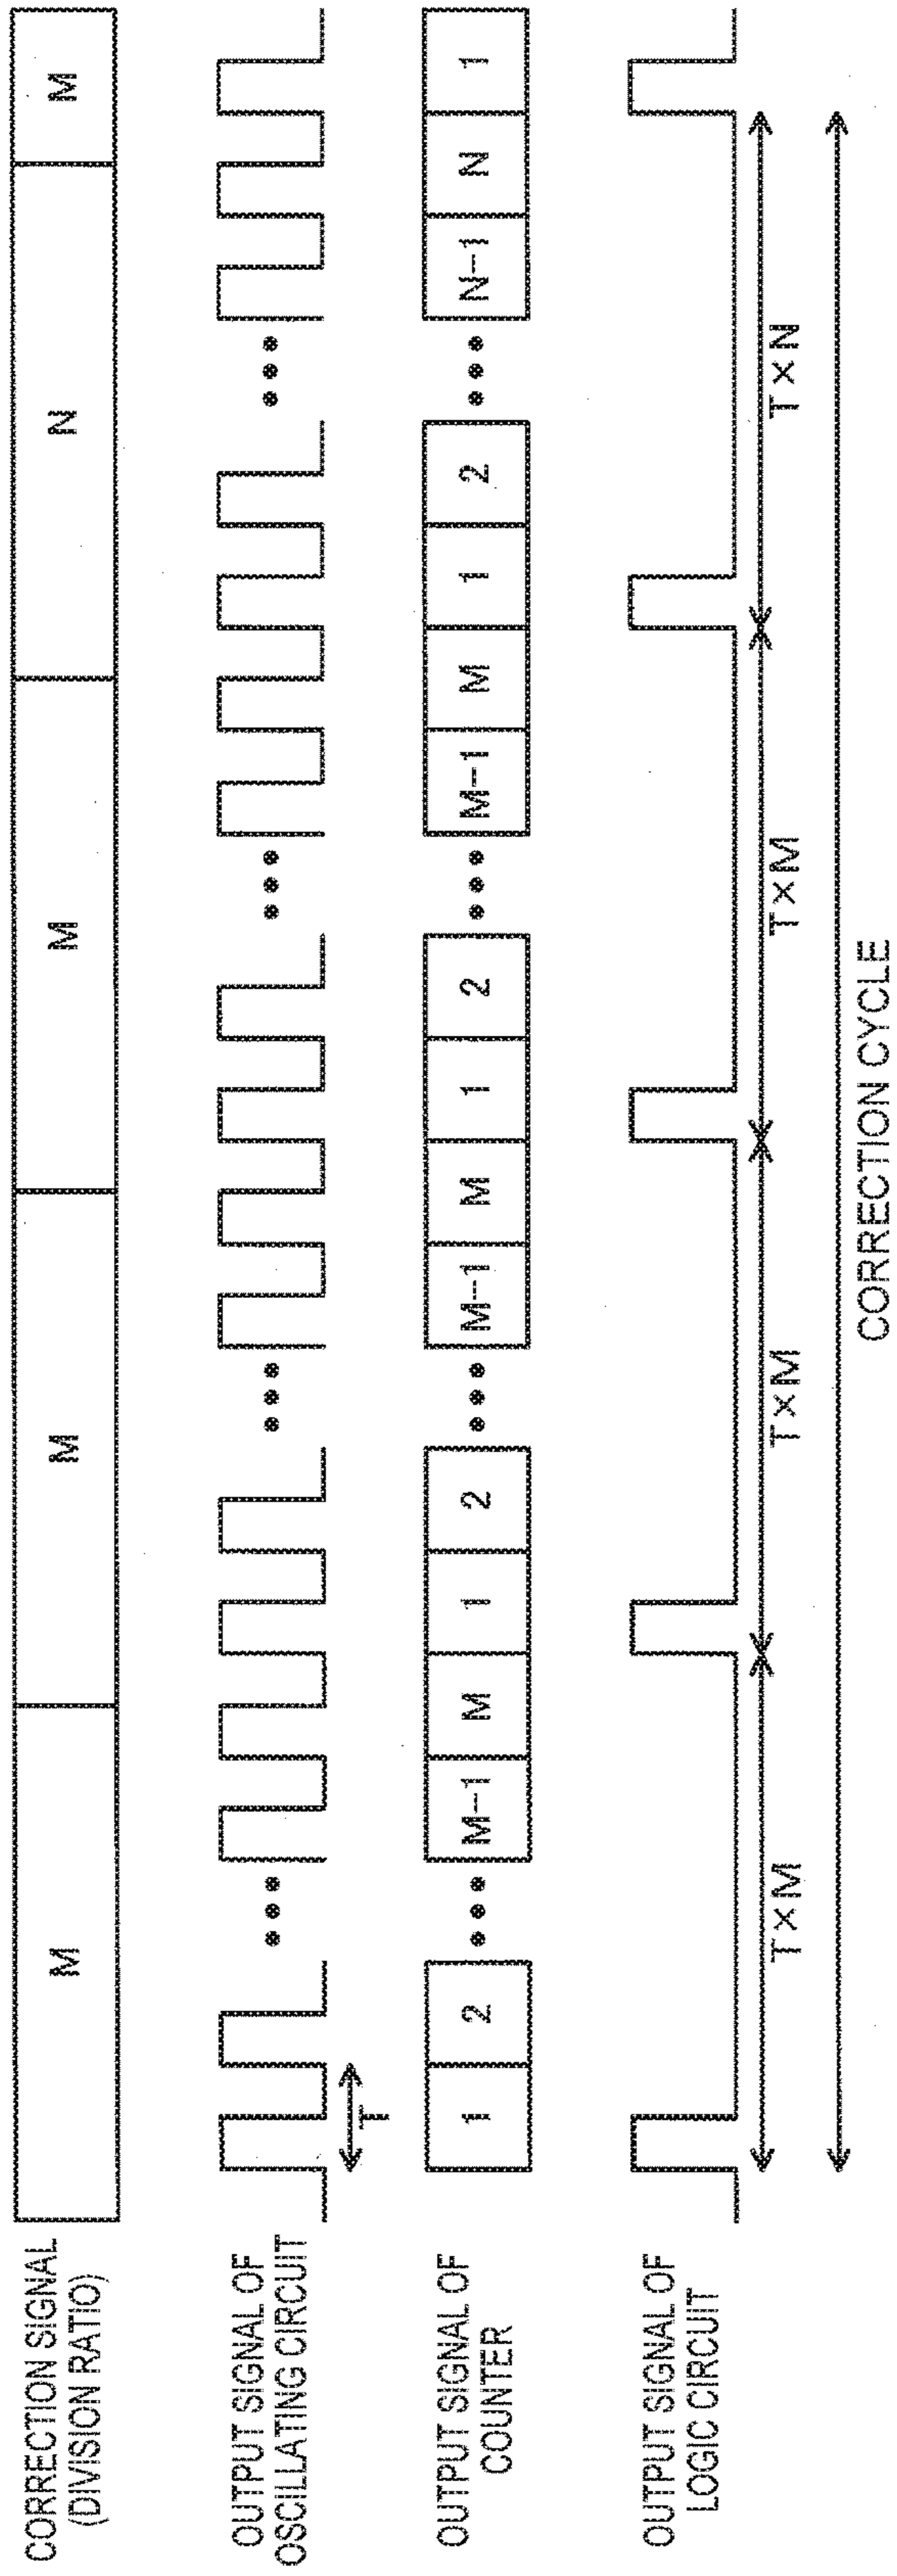 CORRECTION SIGNAL
(DIVISION RATIO)
M
M
M
N
M
OUTPUT SIGNAL OF
OSCILLATING CIRCUIT
T
OUTPUT SIGNAL OF
COUNTER
1
2
M-1
M
1
2
M-1
M
1
2
M-1
M
1
2
N-1
N
1
OUTPUT SIGNAL OF
LOGIC CIRCUIT
T×M
T×M
T×M
T×N
CORRECTION CYCLE